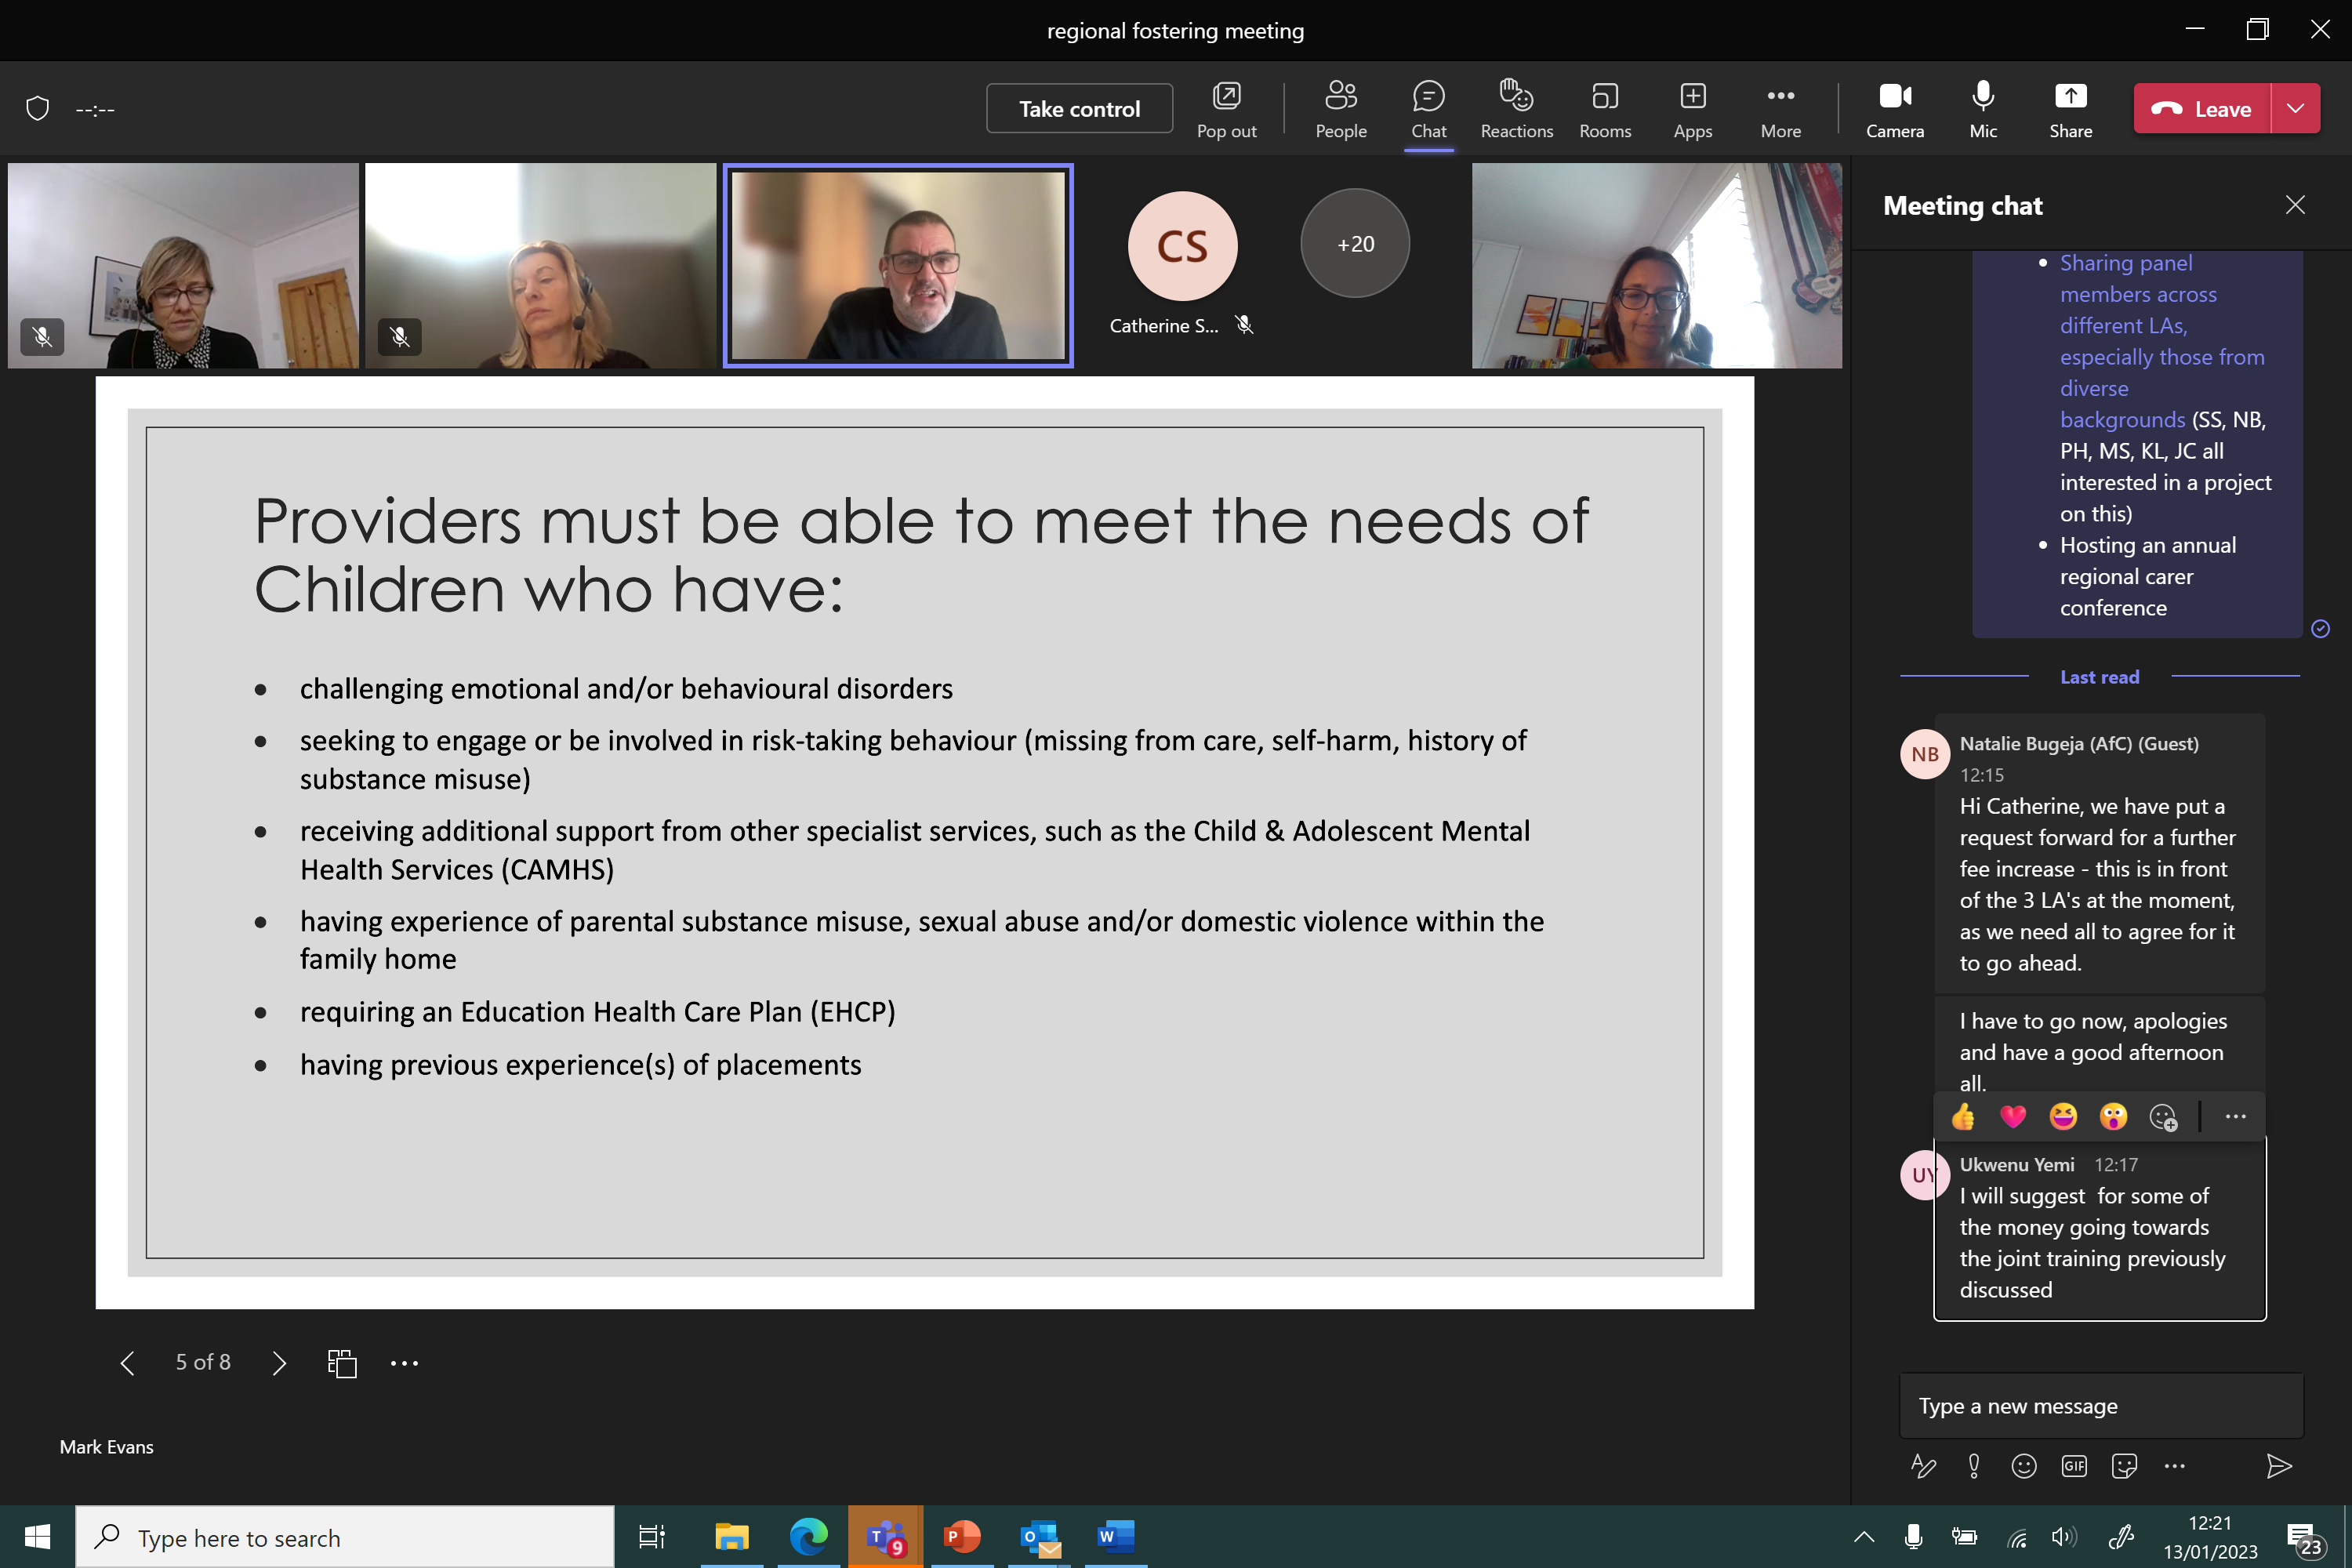 regional fostering meeting
--:--
Take control
Pop out
People
Chat
Reactions
Rooms
Apps
More
Camera
Mic
Share
Leave
CS
Catherine S...
+20
Providers must be able to meet the needs of
Children who have:
• challenging emotional and/or behavioural disorders
• seeking to engage or be involved in risk-taking behaviour (missing from care, self-harm, history of
substance misuse)
• receiving additional support from other specialist services, such as the Child & Adolescent Mental
Health Services (CAMHS)
• having experience of parental substance misuse, sexual abuse and/or domestic violence within the
family home
• requiring an Education Health Care Plan (EHCP)
• having previous experience(s) of placements
5 of 8
Mark Evans
Meeting chat
• Sharing panel
members across
different LAs,
especially those from
diverse
backgrounds (SS, NB,
PH, MS, KL, JC all
interested in a project
on this)
• Hosting an annual
regional carer
conference
Last read
NB
Natalie Bugeja (AfC) (Guest)
12:15
Hi Catherine, we have put a
request forward for a further
fee increase - this is in front
of the 3 LA's at the moment,
as we need all to agree for it
to go ahead.
I have to go now, apologies
and have a good afternoon
all.
UY
Ukwenu Yemi 12:17
I will suggest  for some of
the money going towards
the joint training previously
discussed
Type a new message
GIF
Type here to search
T
9
P
O
W
12:21
13/01/2023
23